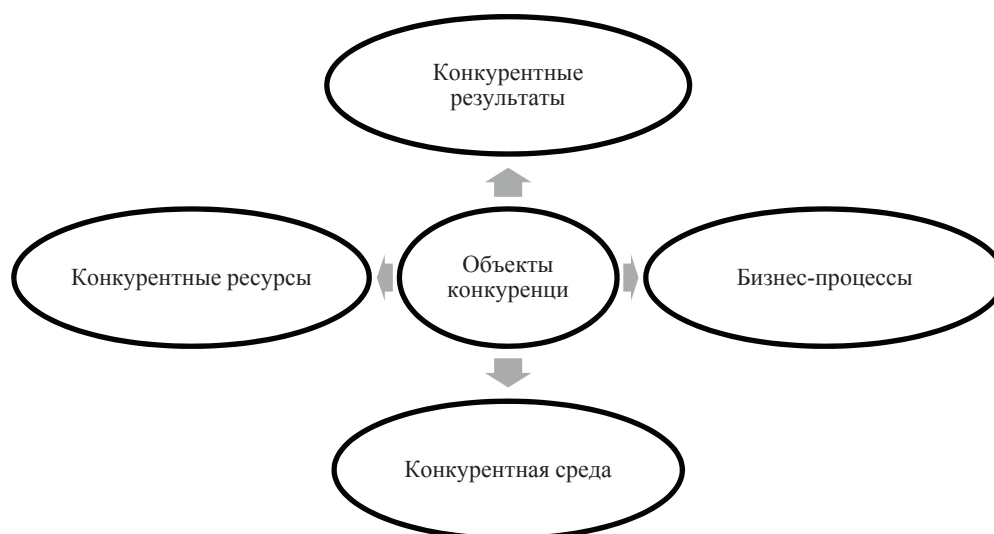 Конкурентные
результаты
Конкурентные ресурсы
Объекты
конкуренци
Бизнес-процессы
Конкурентная среда